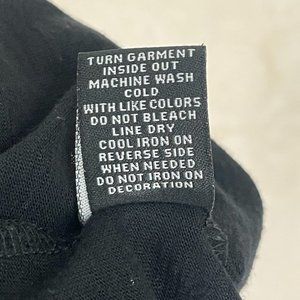 TURN GARMENT
INSIDE OUT
MACHINE WASH
COLD
WITH LIKE COLORS
DO NOT BLEACH
LINE DRY
COOL IRON ON
REVERSE SIDE
WHEN NEEDED
DO NOT IRON ON
DECORATION